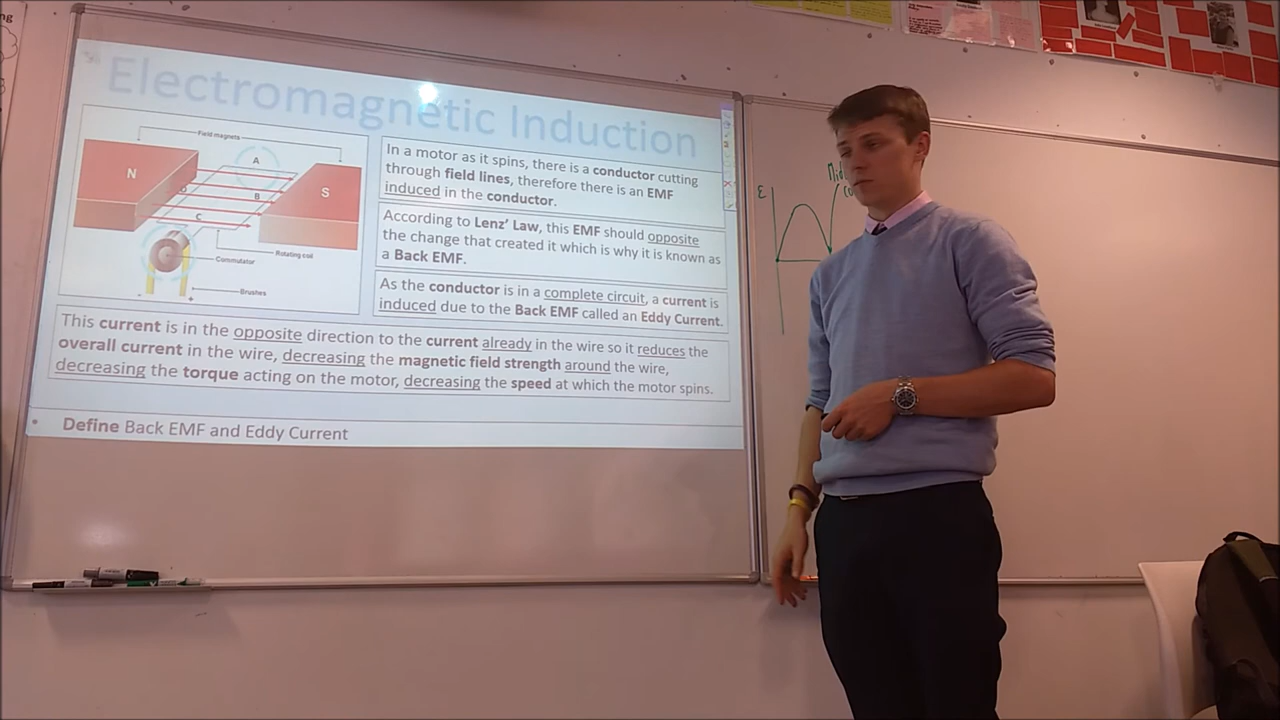 Electromagnetic Induction
Field magnets
N
S
A
B
C
Commutator
Rotating coil
Brushes
-
+
In a motor as it spins, there is a conductor cutting
through field lines, therefore there is an EMF
induced in the conductor.
According to Lenz' Law, this EMF should oppose
the change that created it which is why it is known as
a Back EMF.
As the conductor is in a complete circuit, a current is
induced due to the Back EMF called an Eddy Current.
This current is in the opposite direction to the current already in the wire so it reduces the
overall current in the wire, decreasing the magnetic field strength around the wire,
decreasing the torque acting on the motor, decreasing the speed at which the motor spins.
• Define Back EMF and Eddy Current
ε